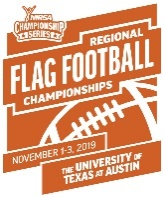 NIRSA
CHAMPIONSHIP
SERIES
REGIONAL
FLAG FOOTBALL
CHAMPIONSHIPS
NOVEMBER 1-3, 2019
THE UNIVERSITY OF
TEXAS AT AUSTIN